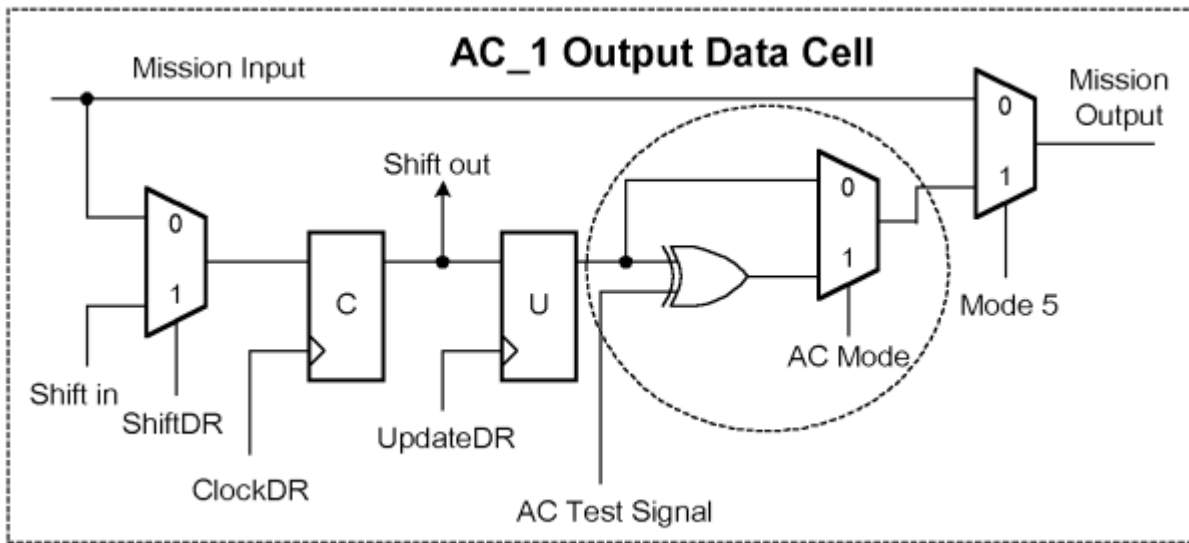 AC_1 Output Data Cell
Mission Input
Mission
Output
0
1
Shift out
0
1
0
1
C
U
Mode 5
AC Mode
Shift in
ShiftDR
UpdateDR
ClockDR
AC Test Signal